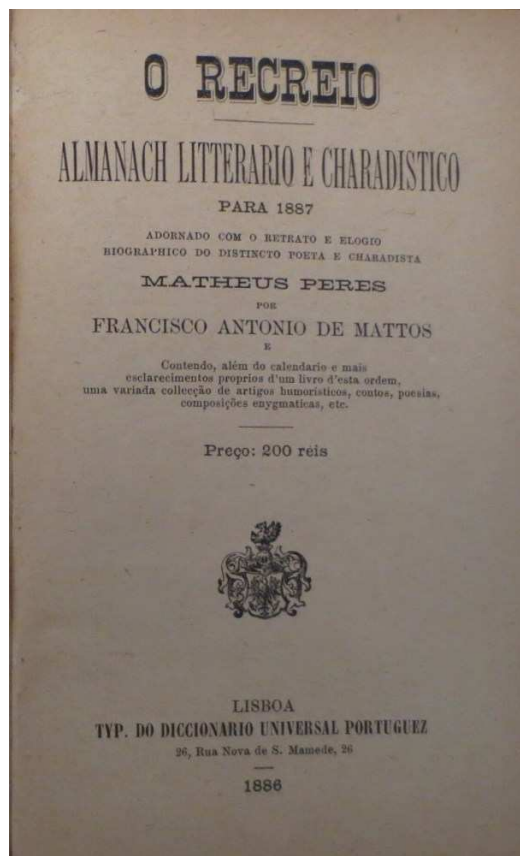 O RECREIO
ALMANACH LITTERARIO E CHARADISTICO
PARA 1887
ADORNADO COM O RETRATO E ELOGIO
BIOGRAPHICO DO DISTINCTO POETA E CHARADISTA
MATHEUS PERES
POR
FRANCISCO ANTONIO DE MATTOS
E
Contendo, além do calendario e mais
esclarecimentos proprios d'um livro d'esta ordem,
uma variada collecção de artigos humoristicos, contos, poesias,
composições enygmaticas, etc.
Preço: 200 réis
LISBOA
TYP. DO DICCIONARIO UNIVERSAL PORTUGUEZ
26, Rua Nova de S. Mamede, 26
1886